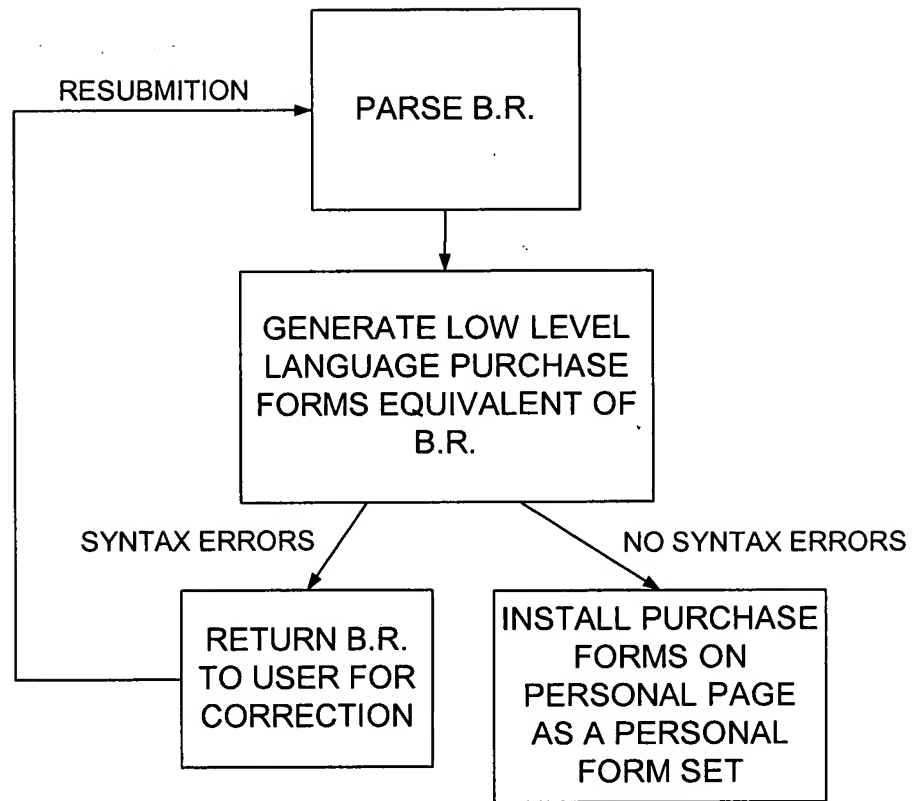 RESUBMITION
PARSE B.R.
GENERATE LOW LEVEL
LANGUAGE PURCHASE
FORMS EQUIVALENT OF
B.R.
SYNTAX ERRORS
NO SYNTAX ERRORS
RETURN B.R.
TO USER FOR
CORRECTION
INSTALL PURCHASE
FORMS ON
PERSONAL PAGE
AS A PERSONAL
FORM SET